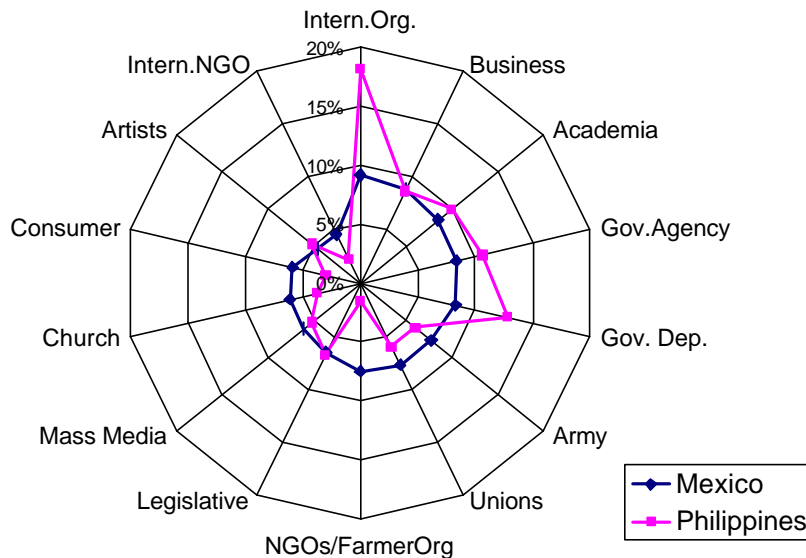 Intern.Org.
20%
Intern.NGO
Business
15%
Artists
Academia
10%
Consumer
5%
Gov.Agency
0%
Church
Gov. Dep.
Mass Media
Army
Legislative
Unions
NGOs/FarmerOrg
Mexico
Philippines